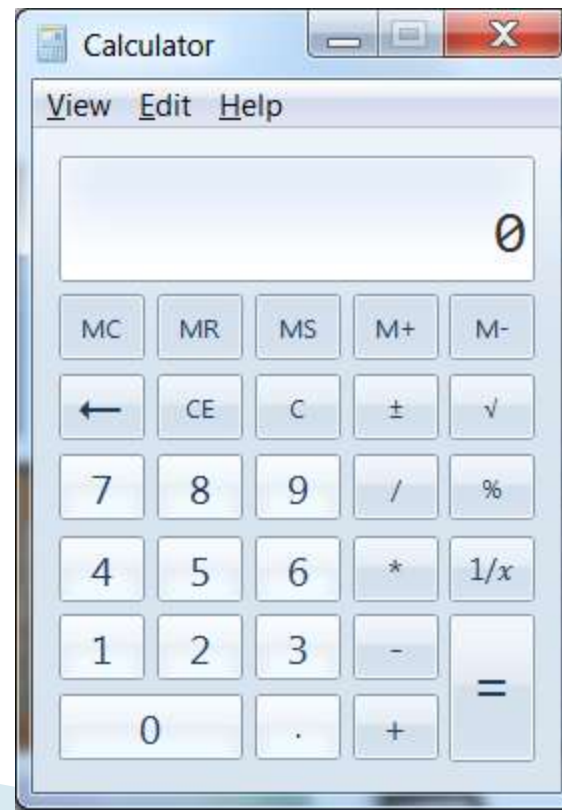 Calculator
View Edit Help
0
MC MR MS M+ M-
← CE C ± √
7 8 9 / %
4 5 6 * 1/x
1 2 3 - =
0 . +